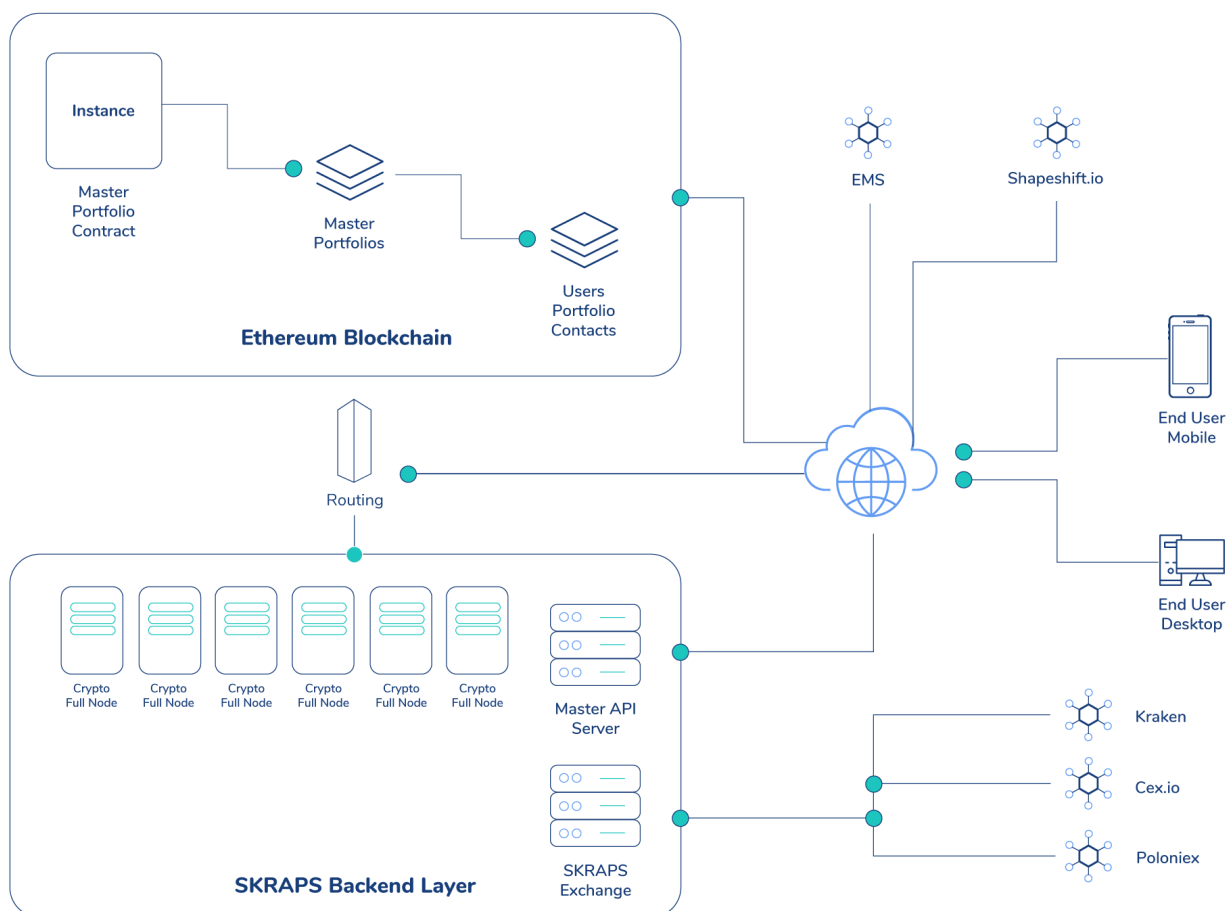 Instance
Master
Portfolio
Contract
Master
Portfolios
Users
Portfolio
Contacts
Ethereum Blockchain
EMS
Shapeshift.io
End User
Mobile
Routing
End User
Desktop
Crypto
Full Node
Crypto
Full Node
Crypto
Full Node
Crypto
Full Node
Crypto
Full Node
Crypto
Full Node
Master API
Server
Kraken
Cex.io
Poloniex
SKRAPS
Exchange
SKRAPS Backend Layer